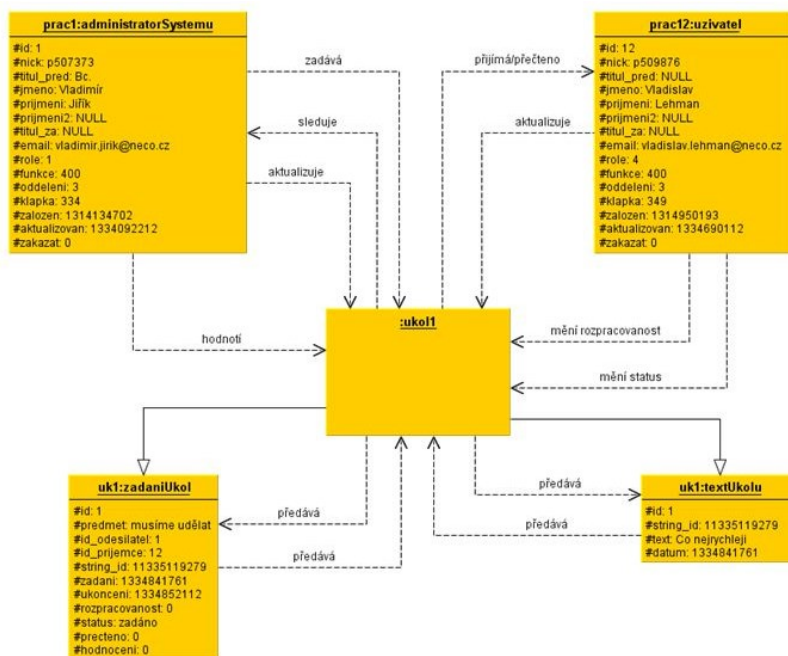 prac1:administratorSystemu
#id: 1
#nick: p507373
#titul_pred: Bc.
#jmeno: Vladimír
#prijmeni: Jiřík
#prijmeni2: NULL
#titul_za: NULL
#email: vladimir.jirik@neco.cz
#role: 1
#funkce: 400
#oddeleni: 3
#klapka: 334
#zalozen: 1314134702
#aktualizovan: 1334092212
#zakazat: 0
zadává
sleduje
aktualizuje
hodnotí
přijímá/přečteno
aktualizuje
prac12:uzivatel
#id: 12
#nick: p509876
#titul_pred: NULL
#jmeno: Vladislav
#prijmeni: Lehman
#prijmeni2: NULL
#titul_za: NULL
#email: vladislav.lehman@neco.cz
#role: 4
#funkce: 400
#oddeleni: 3
#klapka: 349
#zalozen: 1314950193
#aktualizovan: 1334690112
#zakazat: 0
mění rozpracovanost
mění status
:ukol1
předává
předává
předává
předává
uk1:zadaniUkol
#id: 1
#predmet: musíme udělat
#id_odesilatel: 1
#id_prijemce: 12
#string_id: 11335119279
#zadani: 1334841761
#ukonceni: 1334852112
#rozpracovanost: 0
#status: zadáno
#precteno: 0
#hodnoceni: 0
uk1:textUkolu
#id: 1
#string_id: 11335119279
#text: Co nejrychleji
#datum: 1334841761